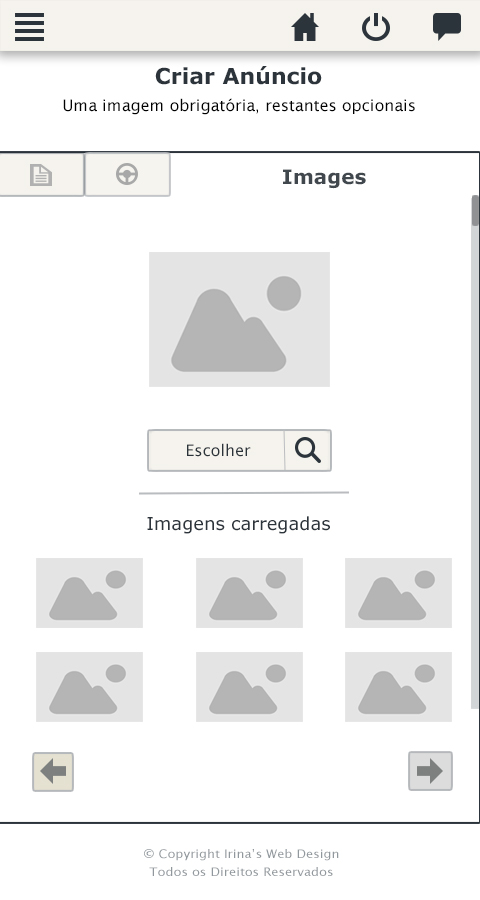 Criar Anúncio
Uma imagem obrigatória, restantes opcionais
Images
Escolher
Imagens carregadas
© Copyright Irina's Web Design
Todos os Direitos Reservados